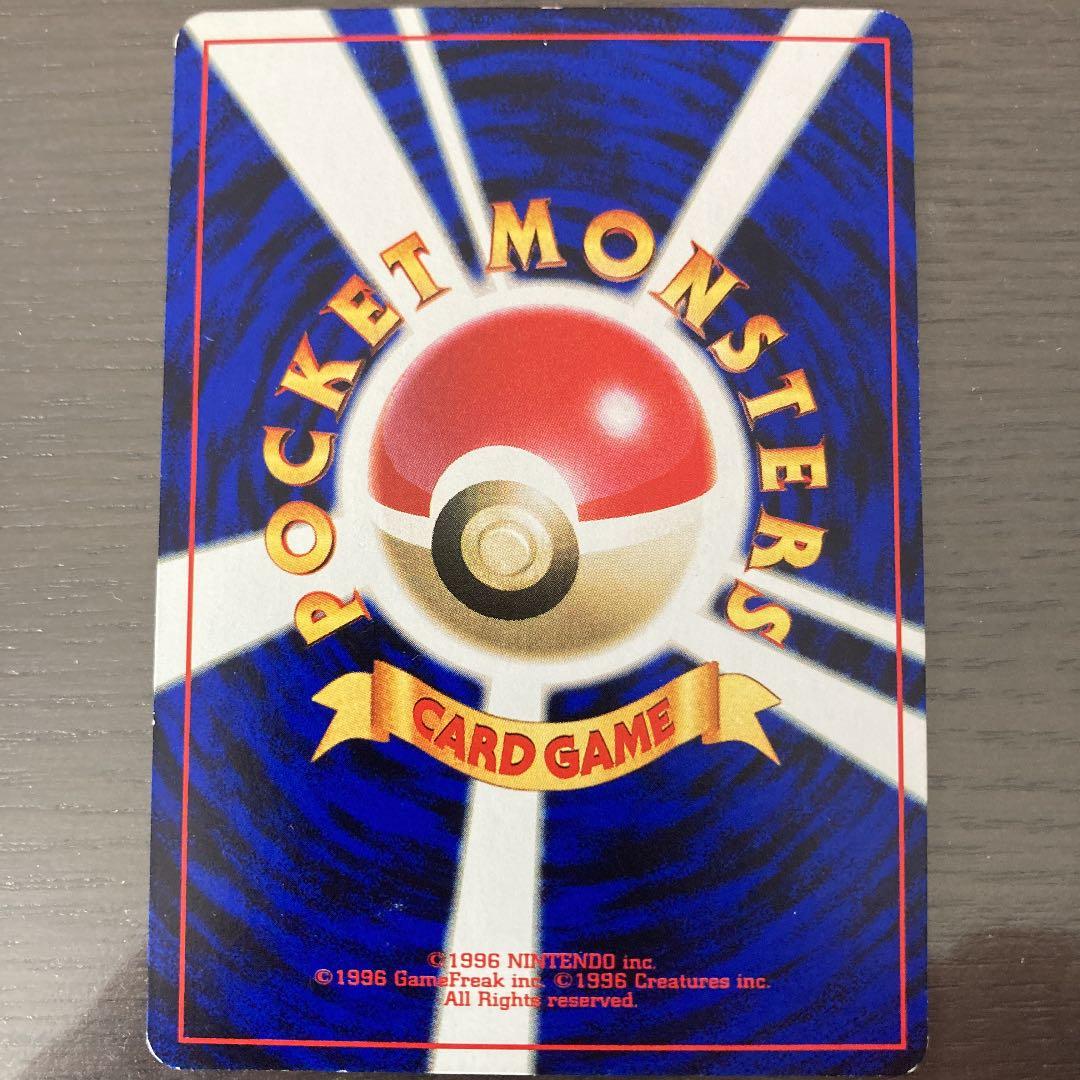 POCKET MONSTERS
CARD GAME
©1996 NINTENDO inc.
©1996 GameFreak inc. ©1996 Creatures inc.
All Rights reserved.